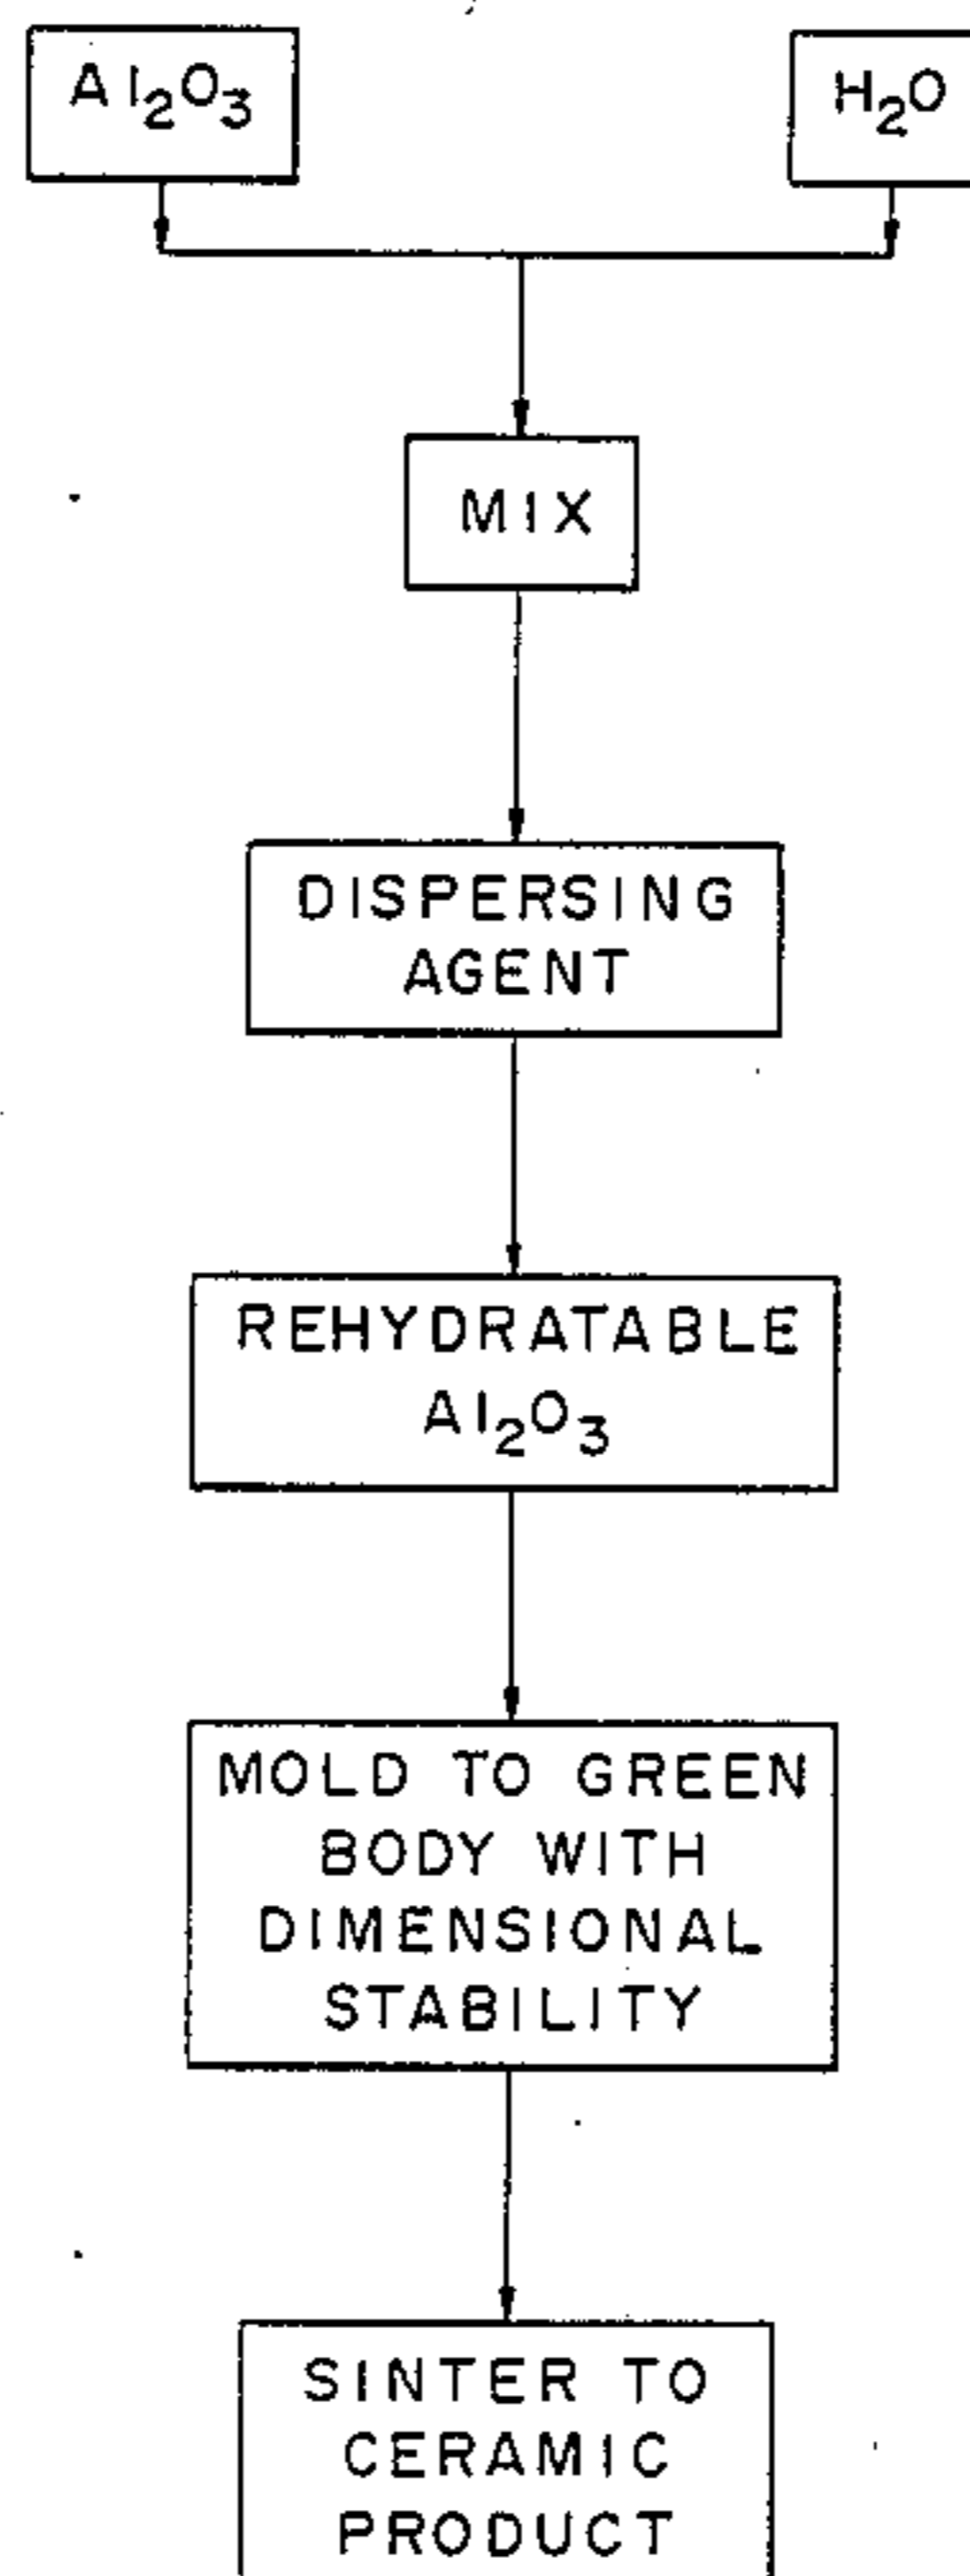 Al₂O₃
H₂O
MIX
DISPERSING
AGENT
REHYDRATABLE
Al₂O₃
MOLD TO GREEN
BODY WITH
DIMENSIONAL
STABILITY
SINTER TO
CERAMIC
PRODUCT